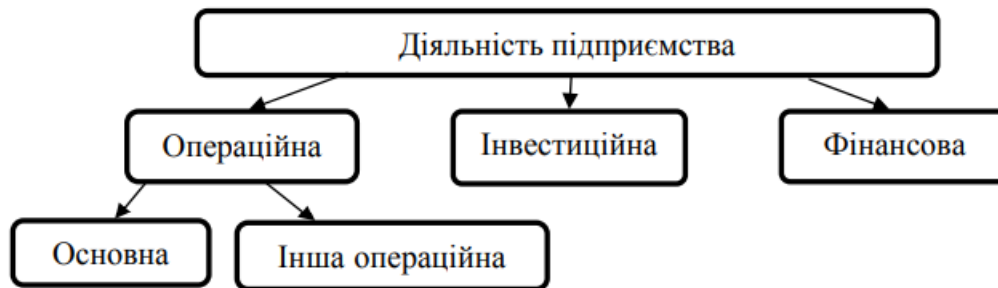 Діяльність підприємства
Операційна
Інвестиційна
Фінансова
Основна
Інша операційна